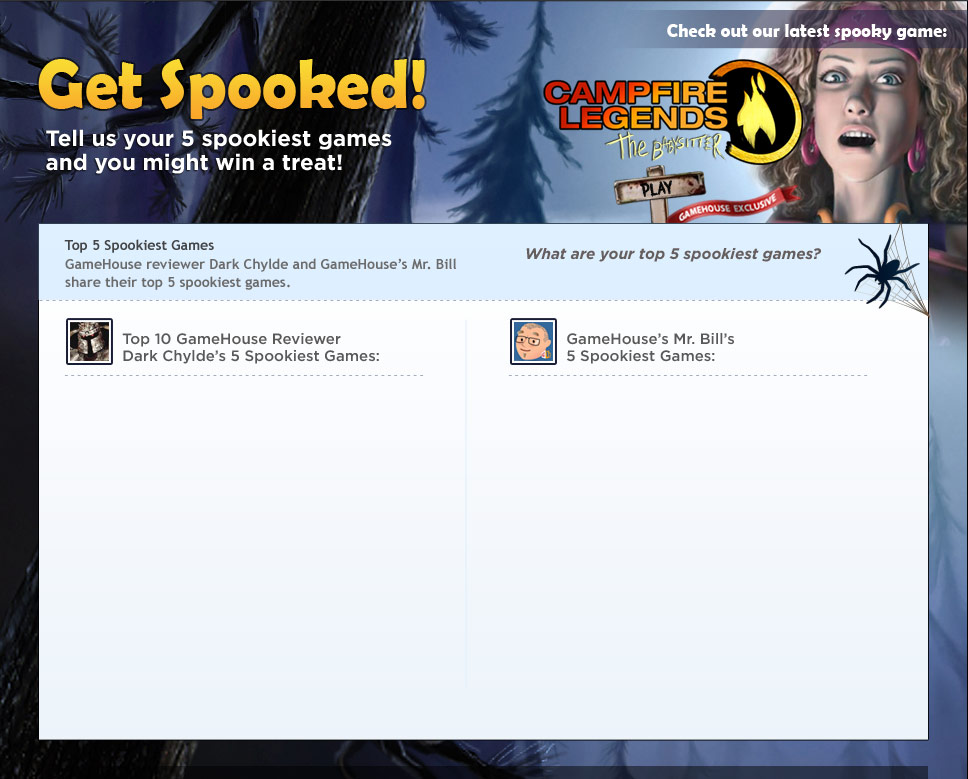 Check out our latest spooky game:
Get Spooked!
Tell us your 5 spookiest games
and you might win a treat!
CAMPFIRE
LEGENDS
The BABYSITTER
PLAY
GAMEHOUSE EXCLUSIVE
Top 5 Spookiest Games
GameHouse reviewer Dark Chylde and GameHouse's Mr. Bill
share their top 5 spookiest games.
What are your top 5 spookiest games?
Top 10 GameHouse Reviewer
Dark Chylde's 5 Spookiest Games:
GameHouse's Mr. Bill's
5 Spookiest Games: